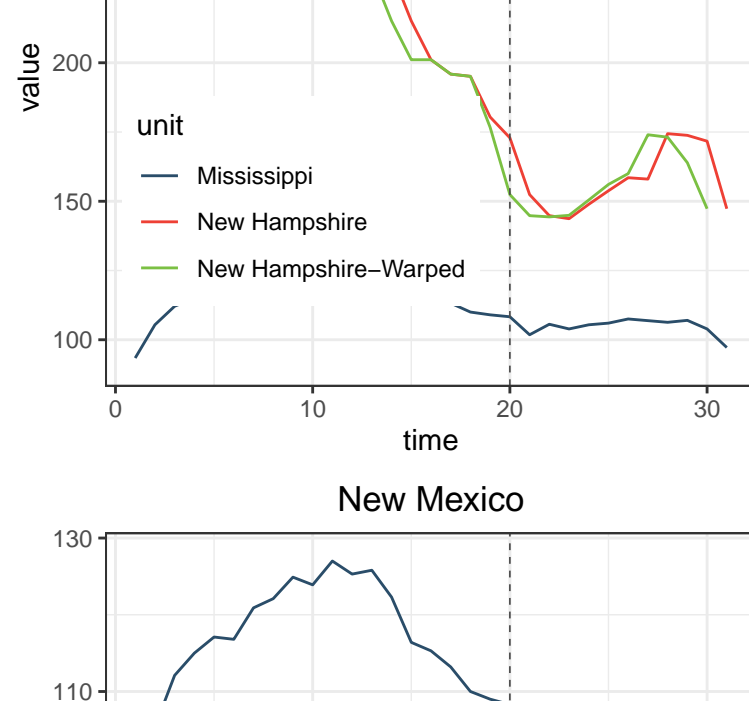 200
value
unit
Mississippi
150
New Hampshire
New Hampshire−Warped
100
0 10 20 30
time
New Mexico
130
110